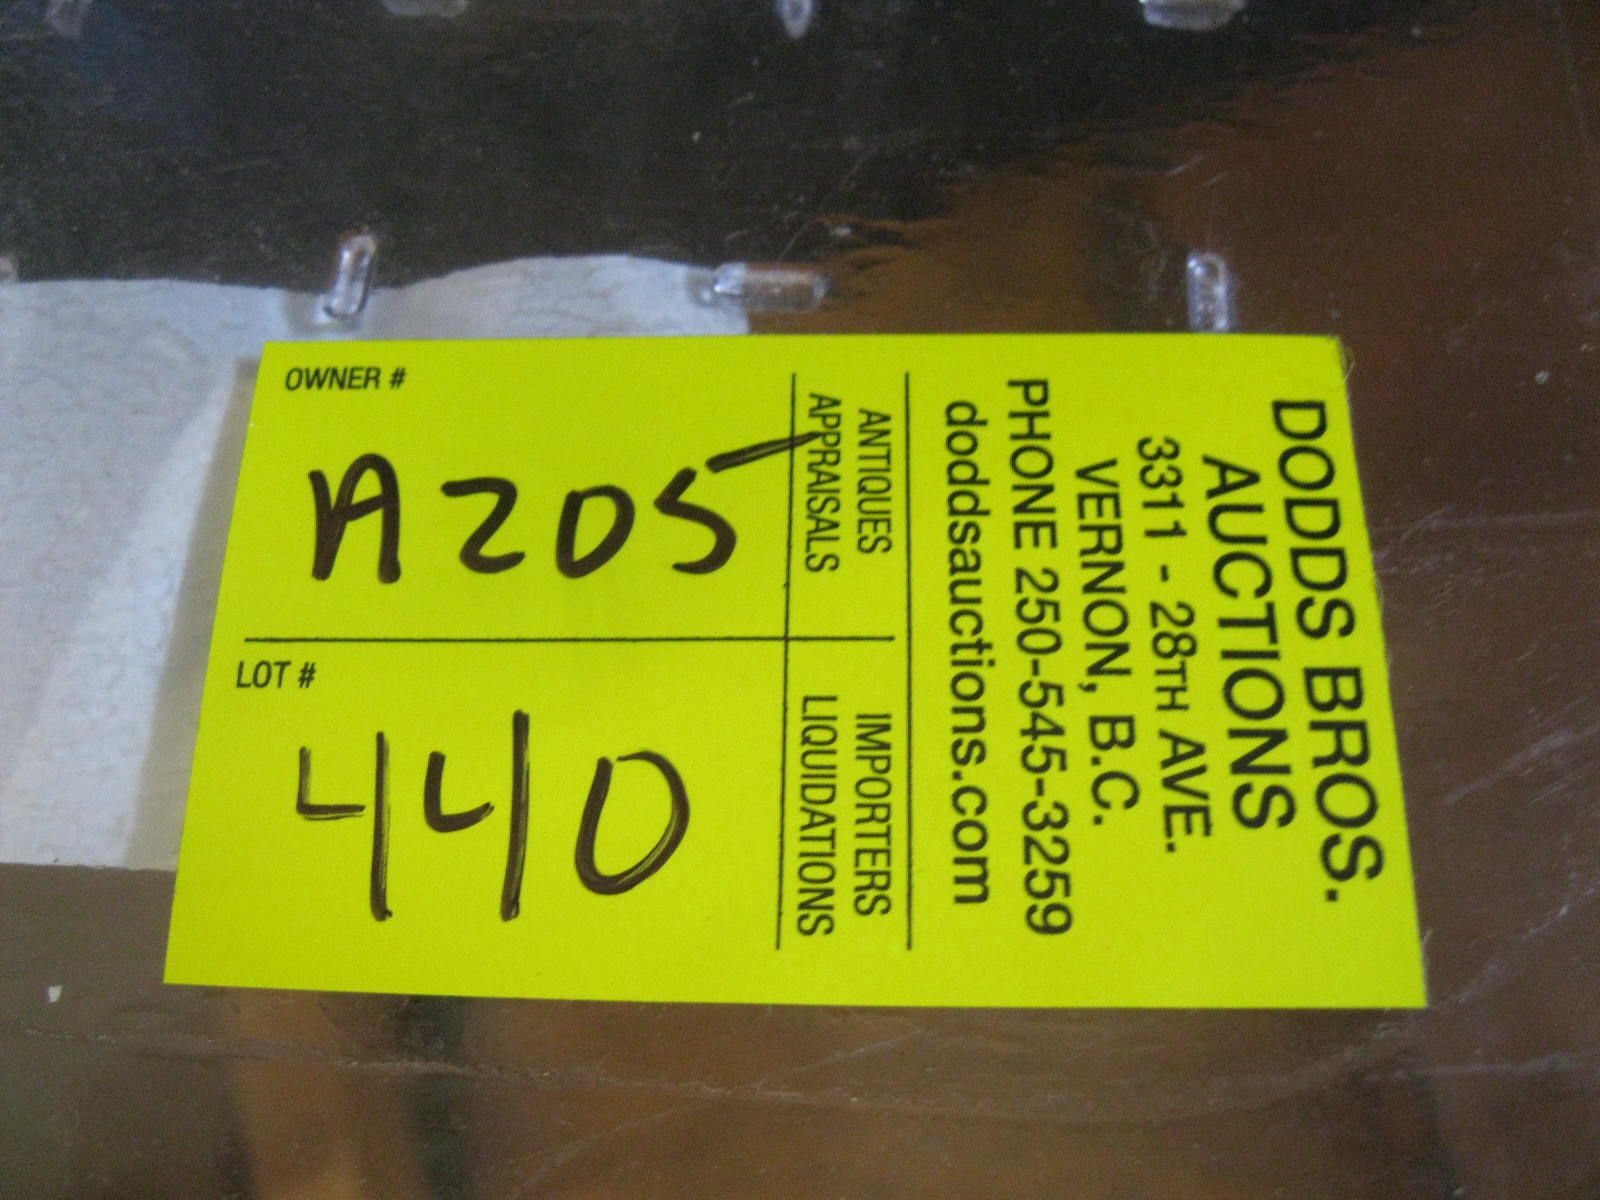 OWNER #
A205
LOT #
440
ANTIQUES
APPRAISALS
IMPORTERS
LIQUIDATIONS
DODDS BROS.
AUCTIONS
3311 - 28TH AVE.
VERNON, B.C.
PHONE 250-545-3259
doddsauctions.com